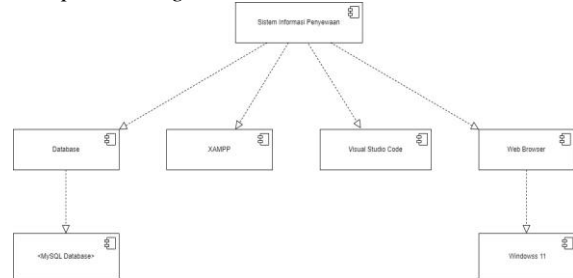 Sistem Informasi Penyewaan
Database
XAMPP
Visual Studio Code
Web Browser
<MySQL Database>
Windowss 11